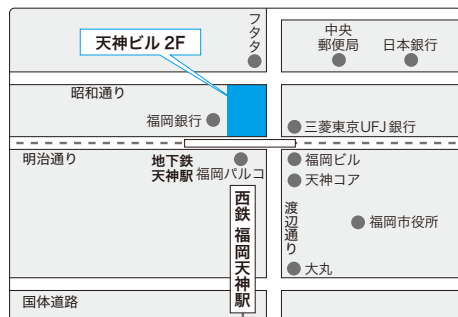 フタタ
中央
郵便局
日本銀行
天神ビル 2F
昭和通り
福岡銀行
三菱東京UFJ銀行
明治通り
地下鉄
天神駅
福岡パルコ
福岡ビル
天神コア
西鉄 福岡天神駅
渡辺通り
福岡市役所
大丸
国体道路